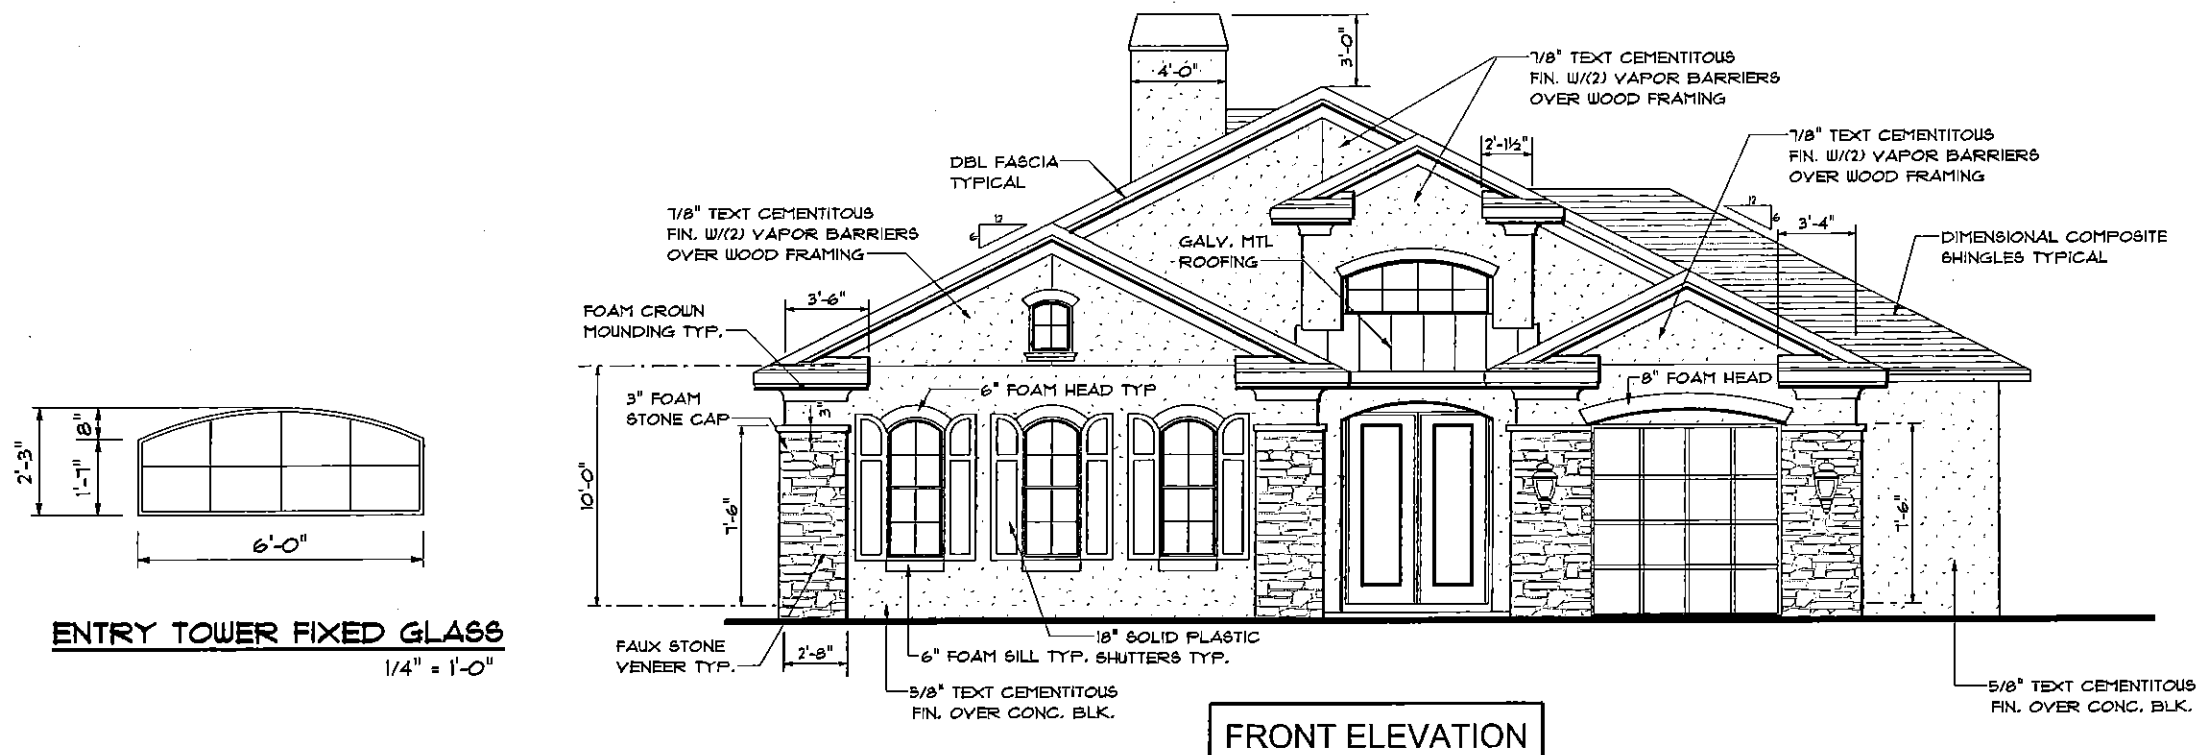 3'-0"
4'-0"
7/8" TEXT CEMENTITOUS
FIN. W/(2) VAPOR BARRIERS
OVER WOOD FRAMING
2'-1½"
7/8" TEXT CEMENTITOUS
FIN. W/(2) VAPOR BARRIERS
OVER WOOD FRAMING
DBL FASCIA
TYPICAL
7/8" TEXT CEMENTITOUS
FIN. W/(2) VAPOR BARRIERS
OVER WOOD FRAMING
12
6
GALV. MTL
ROOFING
12
6
3'-4"
DIMENSIONAL COMPOSITE
SHINGLES TYPICAL
3'-6"
FOAM CROWN
MOUNDING TYP.
3" FOAM
STONE CAP
3"
6" FOAM HEAD TYP
8" FOAM HEAD
10'-0"
7'-6"
7'-6"
2'-3"
8"
1'-7"
6'-0"
ENTRY TOWER FIXED GLASS
1/4" = 1'-0"
FAUX STONE
VENEER TYP.
2'-8"
6" FOAM SILL TYP.
18" SOLID PLASTIC
SHUTTERS TYP.
5/8" TEXT CEMENTITOUS
FIN. OVER CONC. BLK.
5/8" TEXT CEMENTITOUS
FIN. OVER CONC. BLK.
FRONT ELEVATION